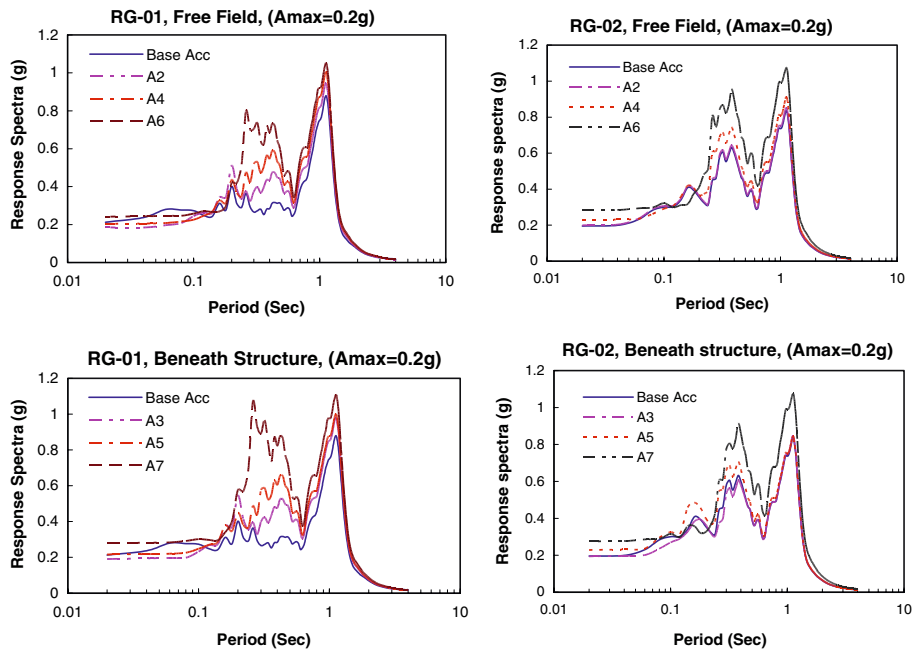 RG-01, Free Field, (Amax=0.2g)
Response Spectra (g)
1.2
1
0.8
0.6
0.4
0.2
0
Base Acc
A2
A4
A6
0.01
0.1
1
10
Period (Sec)
RG-02, Free Field, (Amax=0.2g)
Response spectra (g)
1.2
1
0.8
0.6
0.4
0.2
0
Base Acc
A2
A4
A6
0.01
0.1
1
10
Period (Sec)
RG-01, Beneath Structure, (Amax=0.2g)
Response Spectra (g)
1.2
1
0.8
0.6
0.4
0.2
0
Base Acc
A3
A5
A7
0.01
0.1
1
10
Period (Sec)
RG-02, Beneath structure, (Amax=0.2g)
Response spectra (g)
1.2
1
0.8
0.6
0.4
0.2
0
Base Acc
A3
A5
A7
0.01
0.1
1
10
Period (Sec)